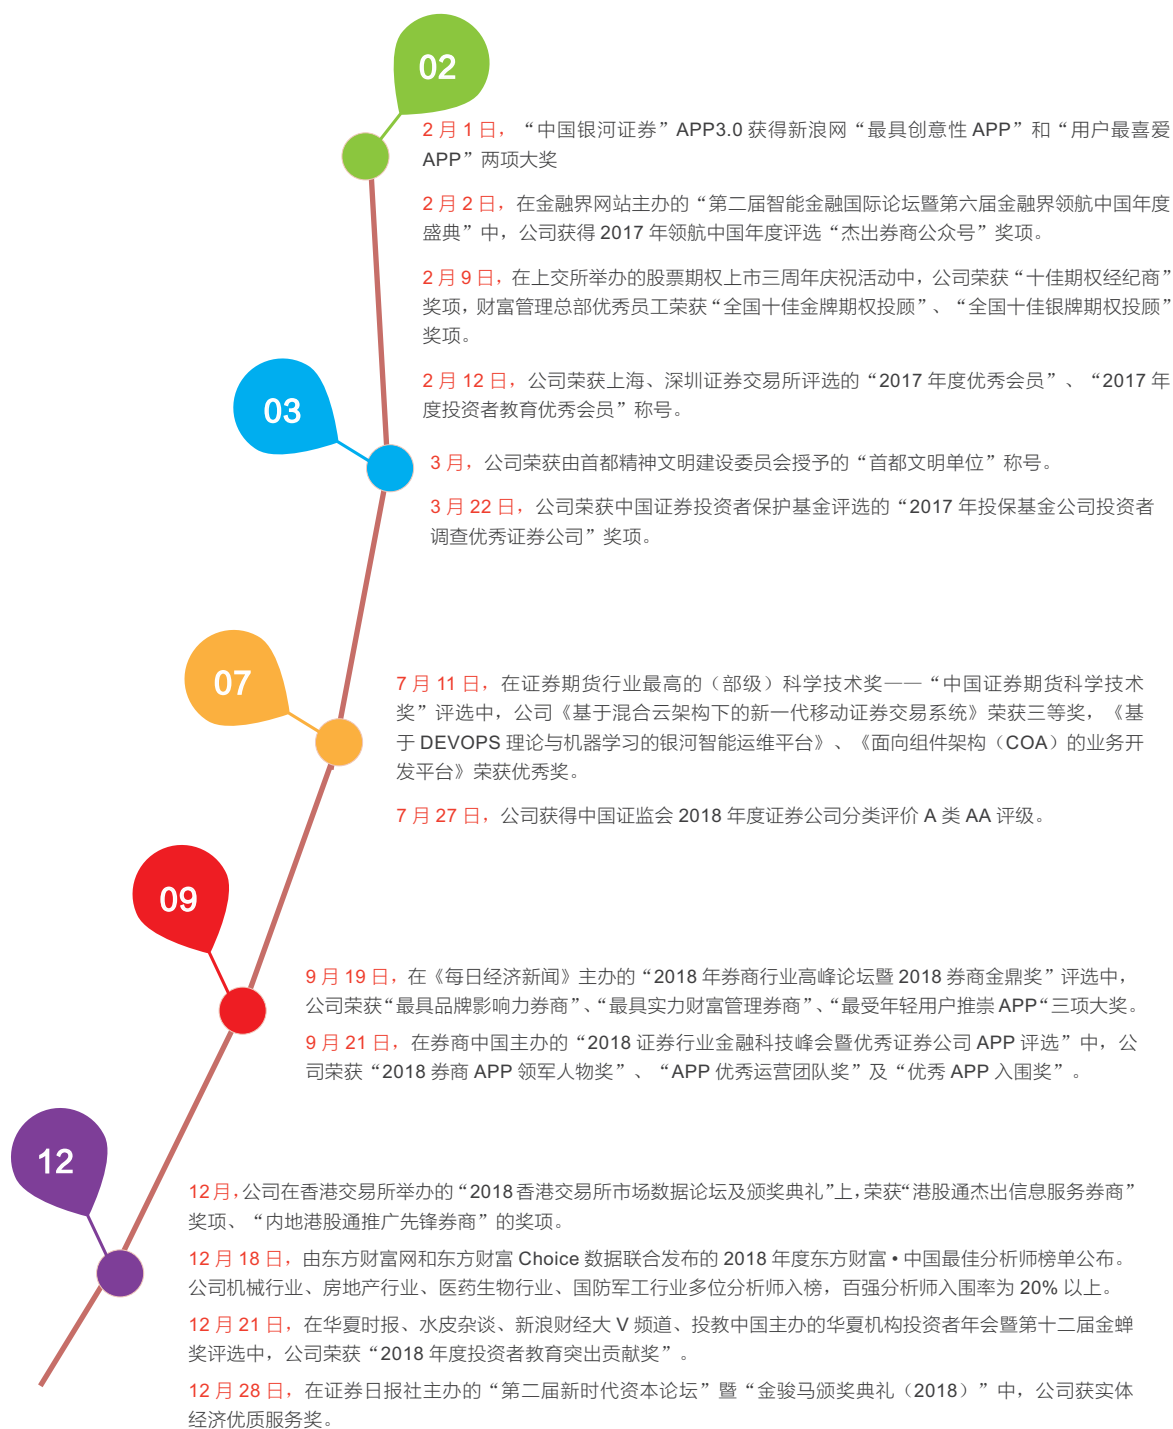 02
2 月 1 日，“中国银河证券”APP3.0 获得新浪网“最具创意性 APP”和“用户最喜爱
APP”两项大奖
2 月 2 日，在金融界网站主办的“第二届智能金融国际论坛暨第六届金融界领航中国年度
盛典”中，公司获得 2017 年领航中国年度评选“杰出券商公众号”奖项。
2 月 9 日，在上交所举办的股票期权上市三周年庆祝活动中，公司荣获“十佳期权经纪商”
奖项，财富管理总部优秀员工荣获“全国十佳金牌期权投顾”、“全国十佳银牌期权投顾”
奖项。
2 月 12 日，公司荣获上海、深圳证券交易所评选的“2017 年度优秀会员”、“2017 年
度投资者教育优秀会员”称号。
03
3 月，公司荣获由首都精神文明建设委员会授予的“首都文明单位”称号。
3 月 22 日，公司荣获中国证券投资者保护基金评选的“2017 年投保基金公司投资者
调查优秀证券公司”奖项。
07
7 月 11 日，在证券期货行业最高的（部级）科学技术奖——“中国证券期货科学技术
奖”评选中，公司《基于混合云架构下的新一代移动证券交易系统》荣获三等奖，《基
于 DEVOPS 理论与机器学习的银河智能运维平台》、《面向组件架构（COA）的业务开
发平台》荣获优秀奖。
7 月 27 日，公司获得中国证监会 2018 年度证券公司分类评价 A 类 AA 评级。
09
9 月 19 日，在《每日经济新闻》主办的“2018 年券商行业高峰论坛暨 2018 券商金鼎奖”评选中，
公司荣获“最具品牌影响力券商”、“最具实力财富管理券商”、“最受年轻用户推崇 APP“三项大奖。
9 月 21 日，在券商中国主办的“2018 证券行业金融科技峰会暨优秀证券公司 APP 评选”中，公
司荣获“2018 券商 APP 领军人物奖”、“APP 优秀运营团队奖”及“优秀 APP 入围奖”。
12
12 月，公司在香港交易所举办的“2018 香港交易所市场数据论坛及颁奖典礼”上，荣获“港股通杰出信息服务券商”
奖项、“内地港股通推广先锋券商”的奖项。
12 月 18 日，由东方财富网和东方财富 Choice 数据联合发布的 2018 年度东方财富 • 中国最佳分析师榜单公布。
公司机械行业、房地产行业、医药生物行业、国防军工行业多位分析师入榜，百强分析师入围率为 20% 以上。
12 月 21 日，在华夏时报、水皮杂谈、新浪财经大 V 频道、投教中国主办的华夏机构投资者年会暨第十二届金蝉
奖评选中，公司荣获“2018 年度投资者教育突出贡献奖”。
12 月 28 日，在证券日报社主办的“第二届新时代资本论坛”暨“金骏马颁奖典礼（2018）”中，公司获实体
经济优质服务奖。